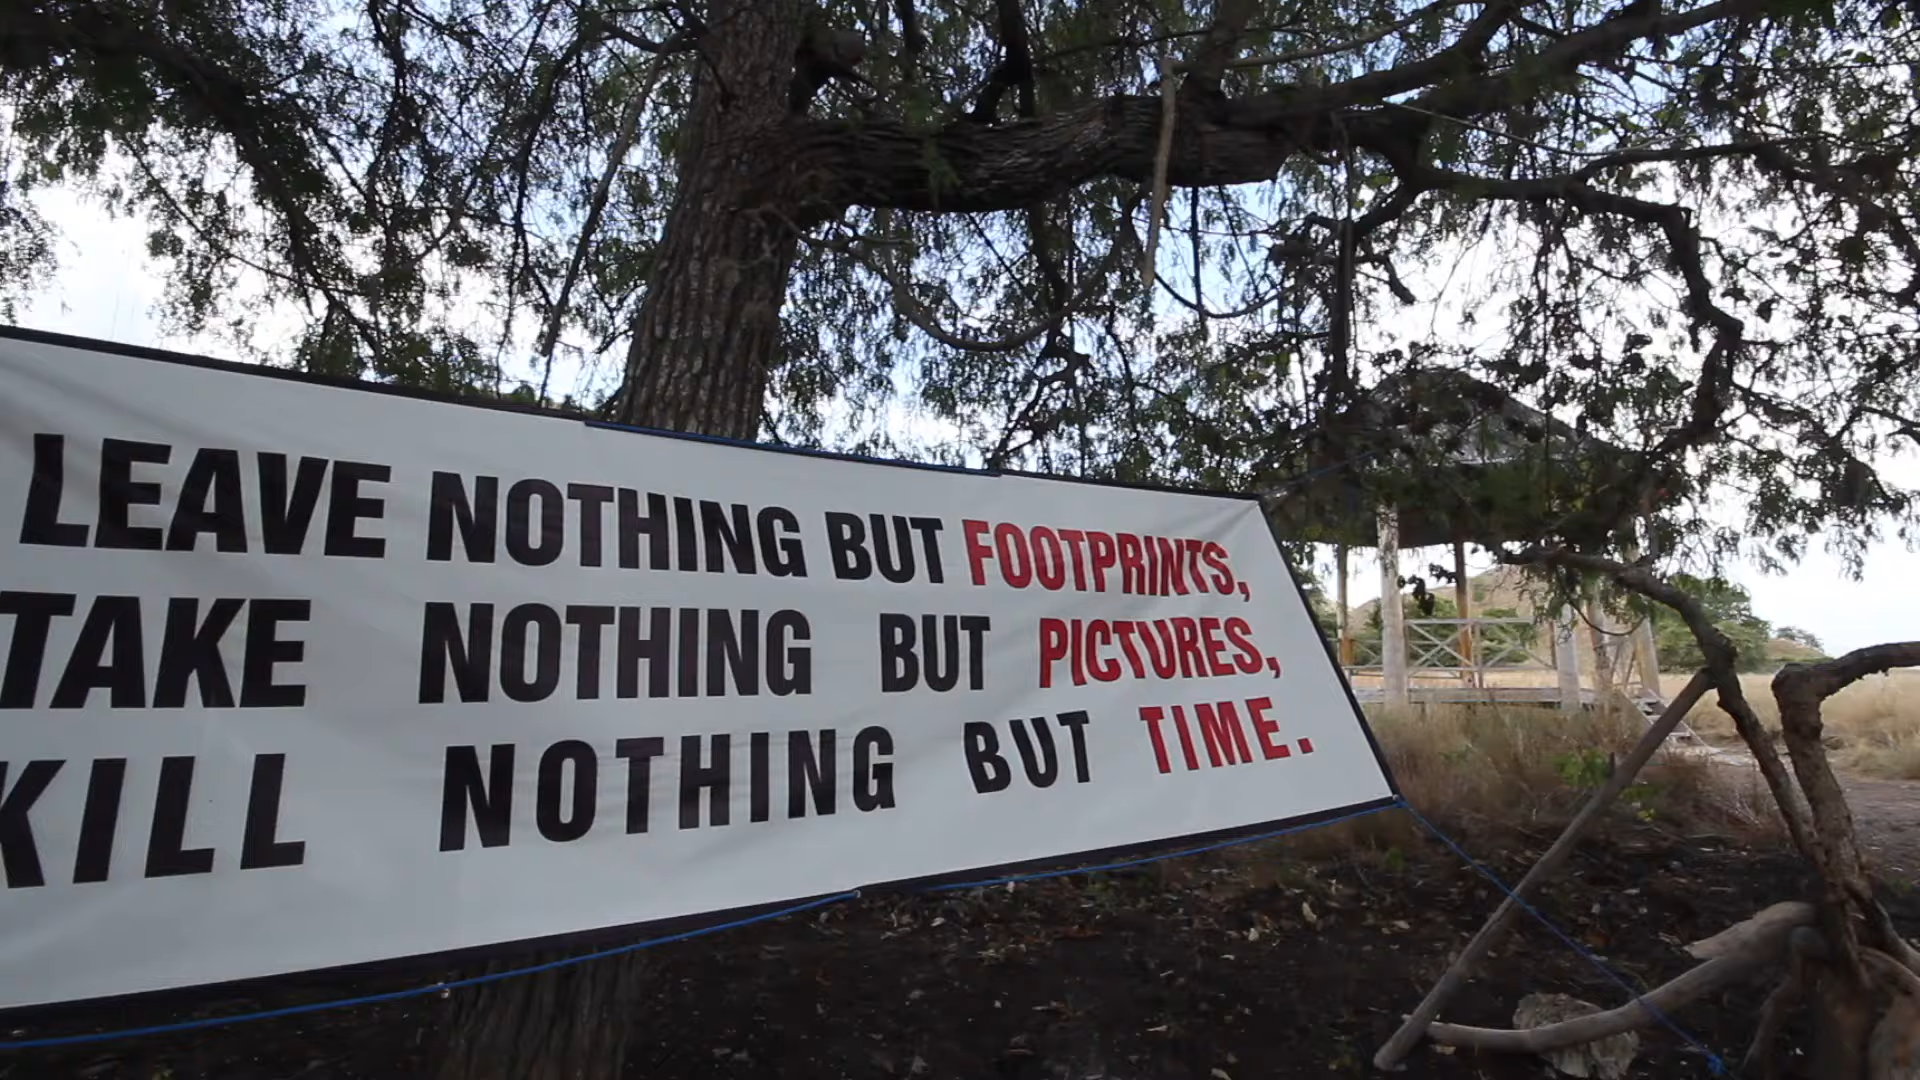 LEAVE NOTHING BUT FOOTPRINTS,
TAKE NOTHING BUT PICTURES,
KILL NOTHING BUT TIME.